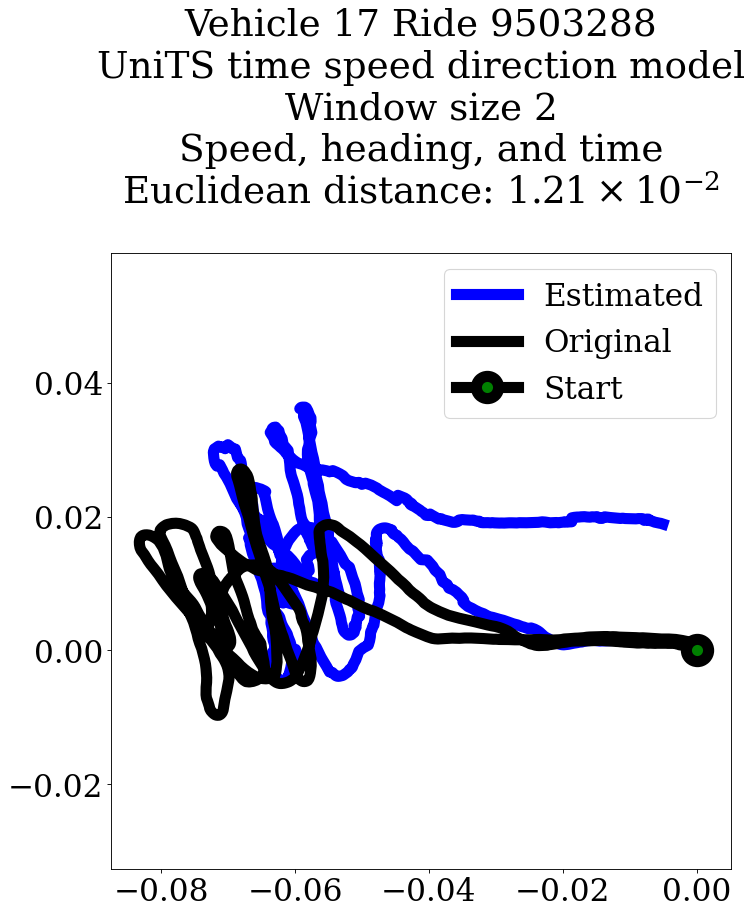 Vehicle 17 Ride 9503288
UniTS time speed direction model
Window size 2
Speed, heading, and time
Euclidean distance: 1.21 × 10⁻²
Estimated
Original
Start
0.04
0.02
0.00
−0.02
−0.08 −0.06 −0.04 −0.02 0.00